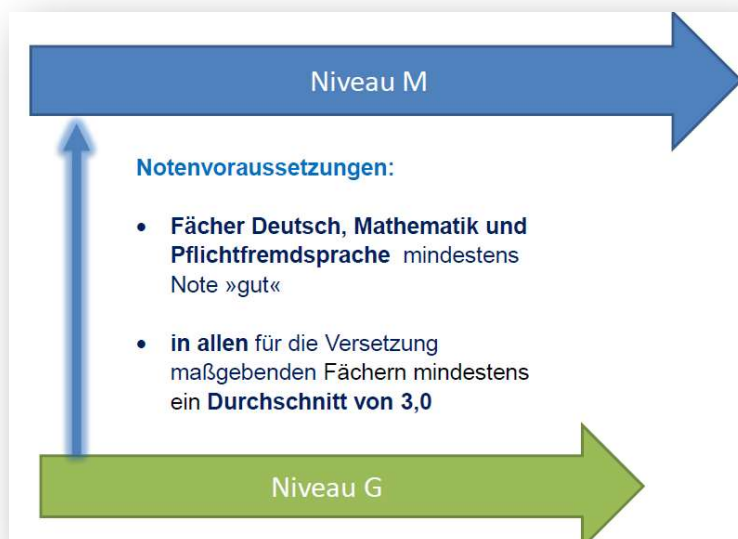 Niveau M
Notenvoraussetzungen:
• Fächer Deutsch, Mathematik und
Pflichtfremdsprache mindestens
Note »gut«
• in allen für die Versetzung
maßgebenden Fächern mindestens
ein Durchschnitt von 3,0
Niveau G